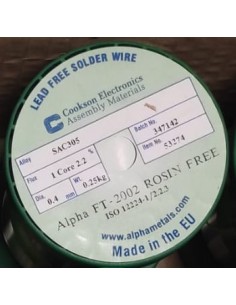 LEAD FREE SOLDER WIRE
Cookson Electronics
Assembly Materials
Alloy SAC305
Batch No. 347142
Flux 1 Core 2.2 %
Item No. 53274
Dia. 0.4 mm Wt. 0.25kg
Alpha FT-2002 ROSIN FREE
ISO 12224-1/2.2.3
www.alphametals.com
Made in the EU